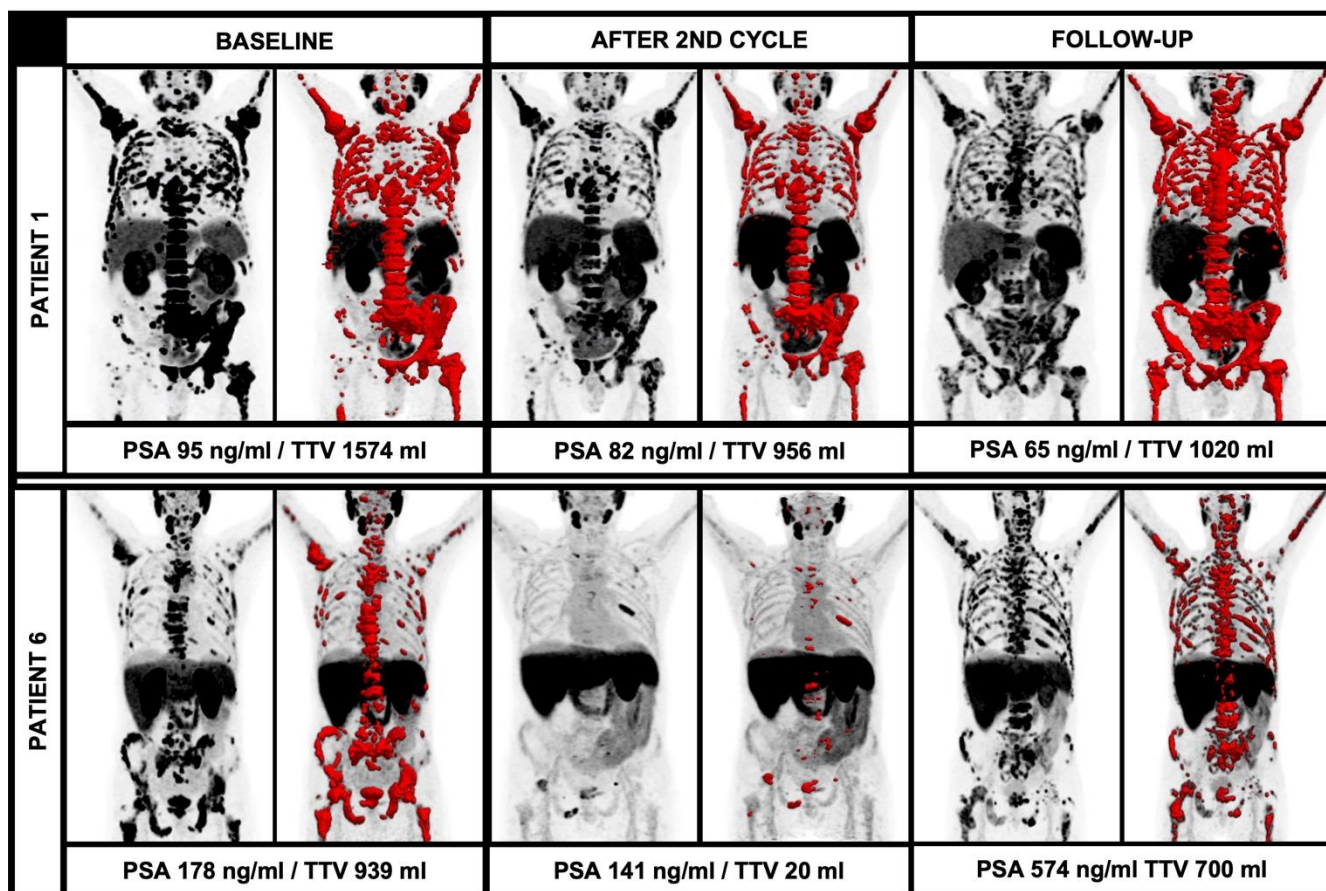 BASELINE
AFTER 2ND CYCLE
FOLLOW-UP
PATIENT 1
PSA 95 ng/ml / TTV 1574 ml
PSA 82 ng/ml / TTV 956 ml
PSA 65 ng/ml / TTV 1020 ml
PATIENT 6
PSA 178 ng/ml / TTV 939 ml
PSA 141 ng/ml / TTV 20 ml
PSA 574 ng/ml TTV 700 ml